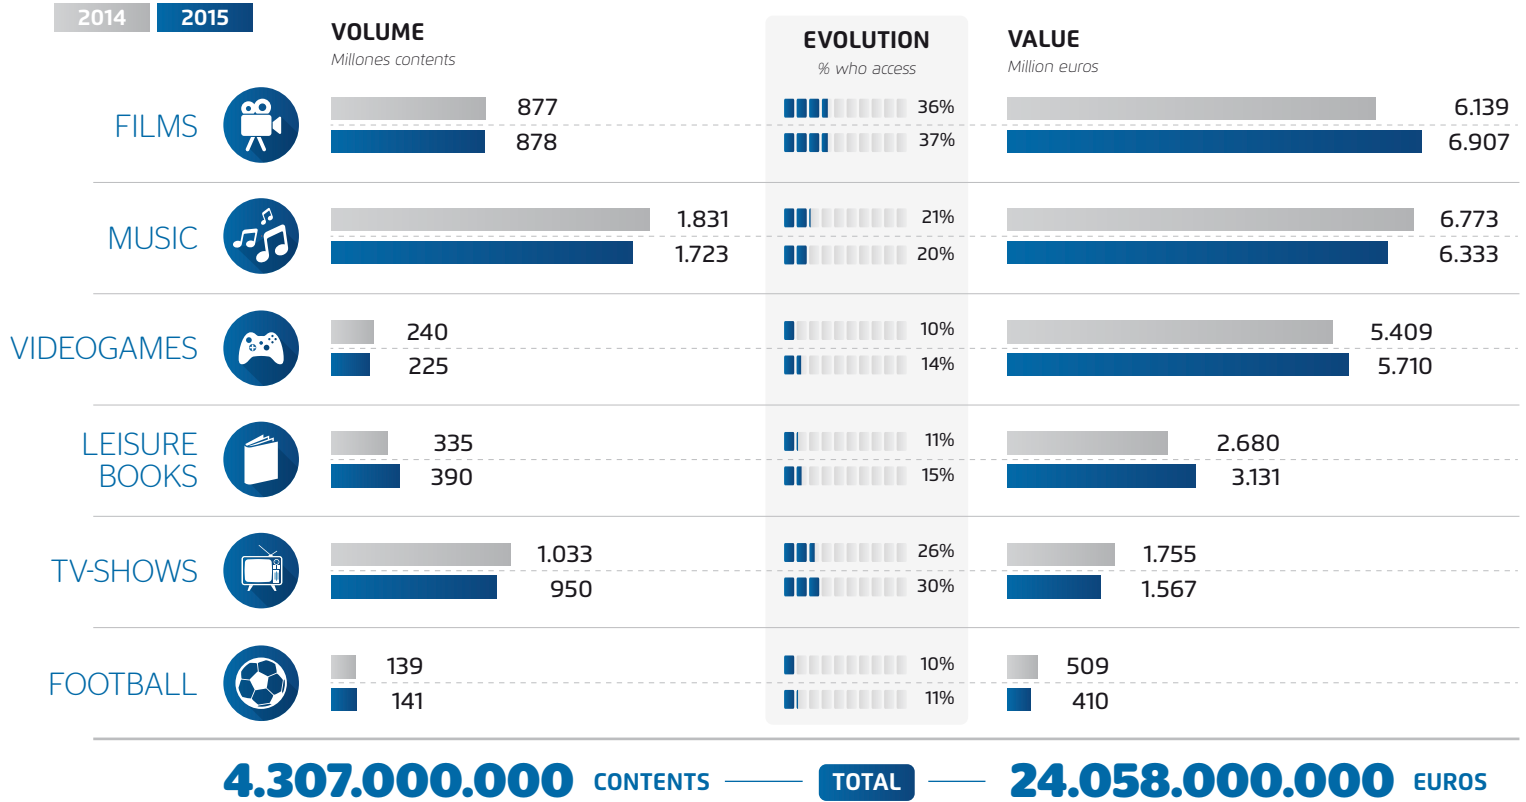 2014 2015
VOLUME
Millones contents
EVOLUTION
% who access
VALUE
Million euros
FILMS
877 36% 6.139
878 37% 6.907
MUSIC
1.831 21% 6.773
1.723 20% 6.333
VIDEOGAMES
240 10% 5.409
225 14% 5.710
LEISURE
BOOKS
335 11% 2.680
390 15% 3.131
TV-SHOWS
1.033 26% 1.755
950 30% 1.567
FOOTBALL
139 10% 509
141 11% 410
4.307.000.000 CONTENTS TOTAL 24.058.000.000 EUROS